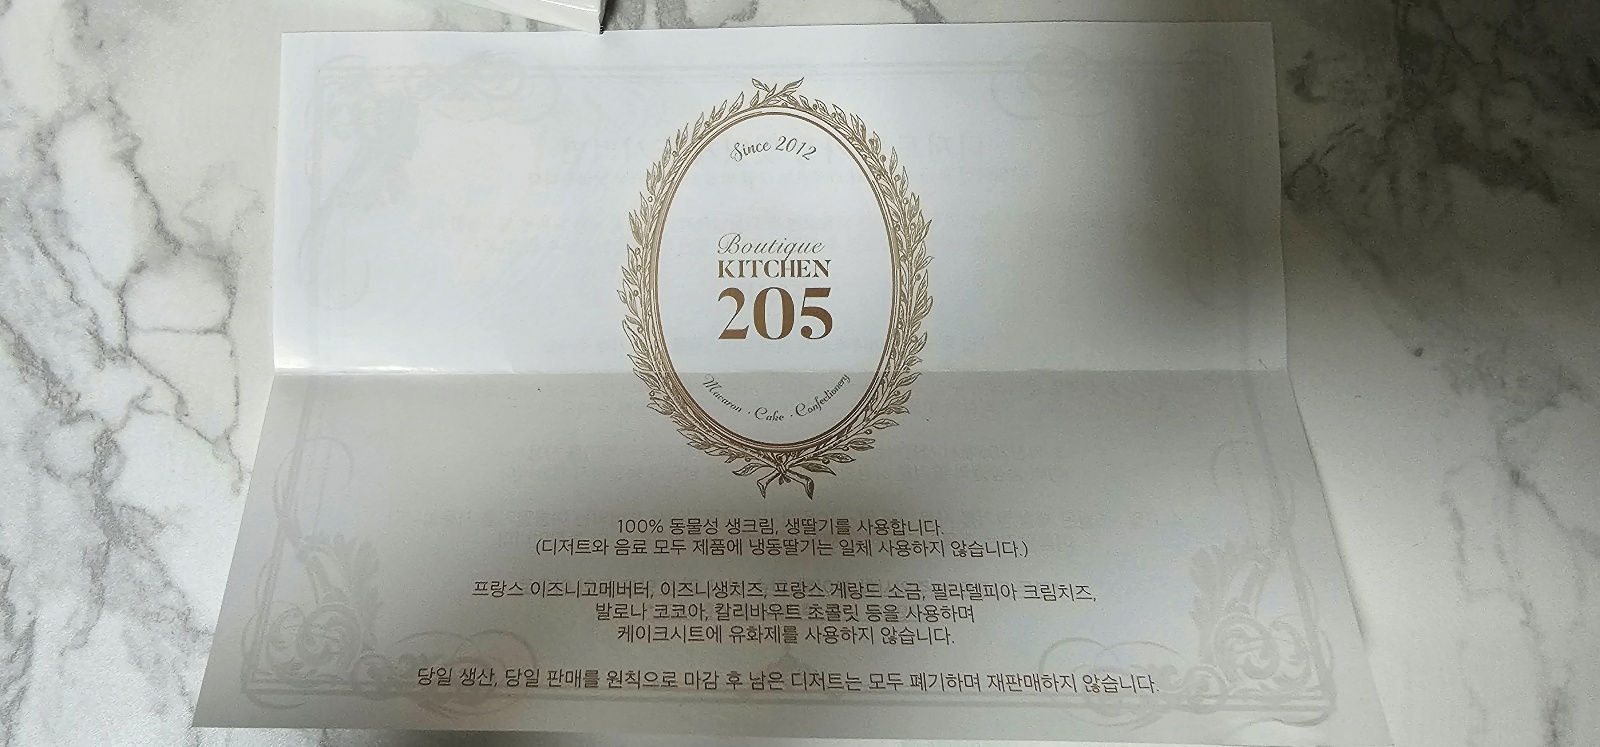 Since 2012
Boutique
KITCHEN
205
Macaron · Cake · Confectionery
100% 동물성 생크림, 생딸기를 사용합니다.
(디저트와 음료 모두 제품에 냉동딸기는 일체 사용하지 않습니다.)
프랑스 이즈니고메버터, 이즈니생치즈, 프랑스 게랑드 소금, 필라델피아 크림치즈,
발로나 코코아, 칼리바우트 초콜릿 등을 사용하며
케이크시트에 유화제를 사용하지 않습니다.
당일 생산, 당일 판매를 원칙으로 마감 후 남은 디저트는 모두 폐기하며 재판매하지 않습니다.